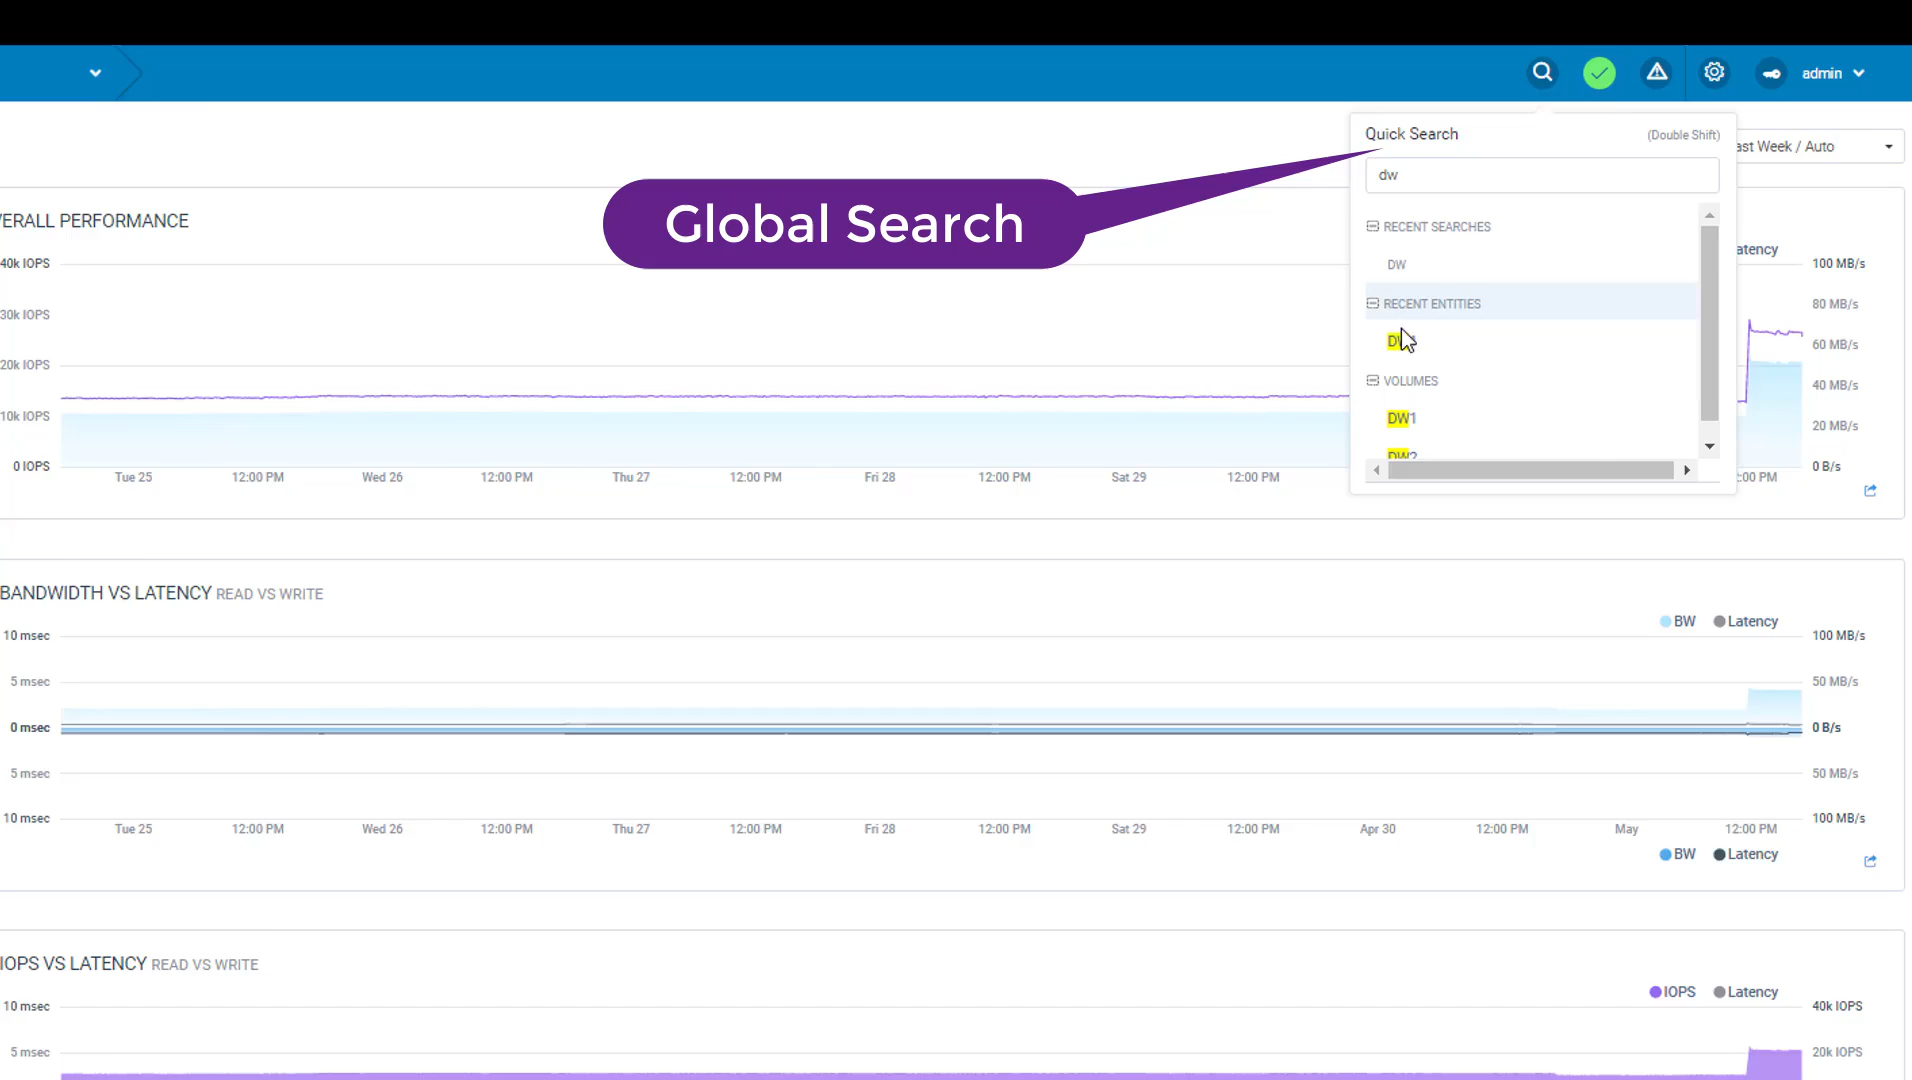 admin
Quick Search (Double Shift)
dw
ast Week / Auto
Global Search
RECENT SEARCHES
DW
RECENT ENTITIES
VOLUMES
DW1
DW2
VERALL PERFORMANCE
atency
40k IOPS 100 MB/s
30k IOPS 80 MB/s
60 MB/s
20k IOPS 40 MB/s
10k IOPS 20 MB/s
0 IOPS 0 B/s
Tue 25 12:00 PM Wed 26 12:00 PM Thu 27 12:00 PM Fri 28 12:00 PM Sat 29 12:00 PM :00 PM
BANDWIDTH VS LATENCY READ VS WRITE
BW Latency
10 msec 100 MB/s
5 msec 50 MB/s
0 msec 0 B/s
5 msec 50 MB/s
10 msec 100 MB/s
Tue 25 12:00 PM Wed 26 12:00 PM Thu 27 12:00 PM Fri 28 12:00 PM Sat 29 12:00 PM Apr 30 12:00 PM May 12:00 PM
BW Latency
IOPS VS LATENCY READ VS WRITE
IOPS Latency
10 msec 40k IOPS
5 msec 20k IOPS